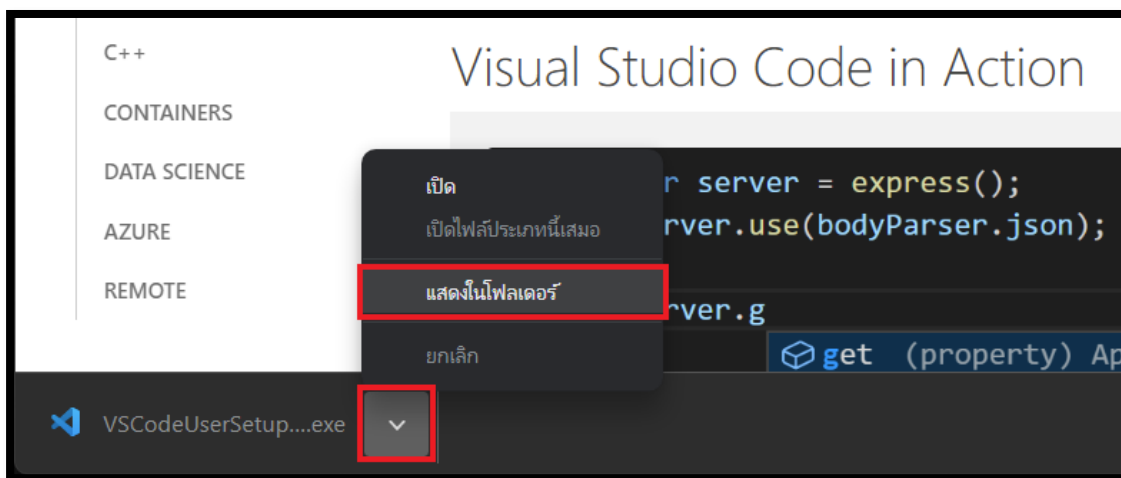 C++
CONTAINERS
DATA SCIENCE
AZURE
REMOTE
Visual Studio Code in Action
r server = express();
rver.use(bodyParser.json);
rver.g
get (property) Ap
เปิด
เปิดไฟล์ประเภทนี้เสมอ
แสดงในโฟลเดอร์
ยกเลิก
VSCodeUserSetup....exe